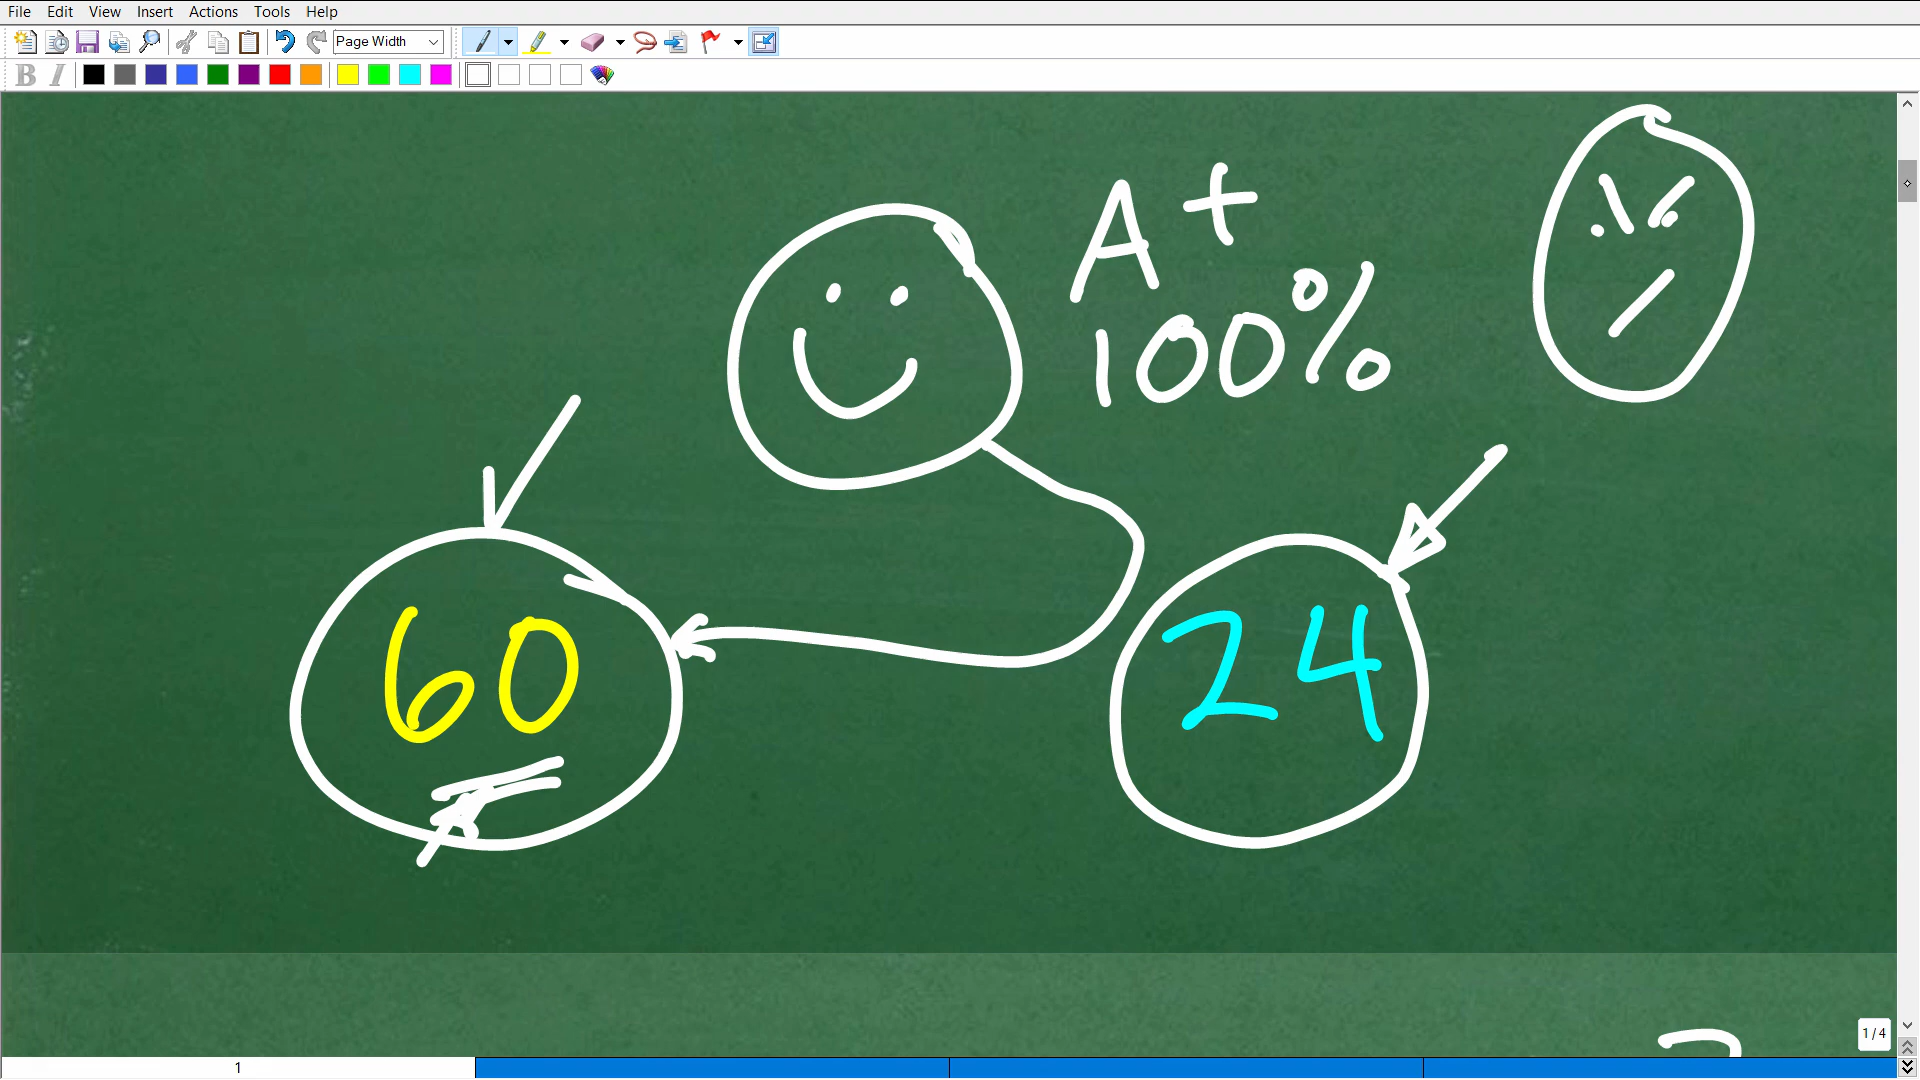 File Edit View Insert Actions Tools Help
Page Width
B I
A+
100%
60
24
1 / 4
1